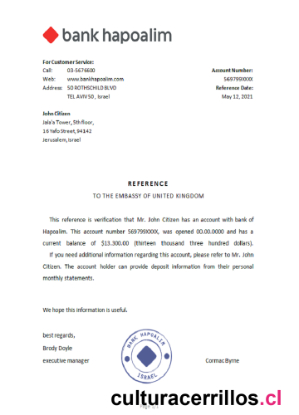 bank hapoalim
For Customer Service:
Call: 03-5676600
Web: www.bankhapoalim.com
Address: 50 ROTHSCHILD BLVD
TEL AVIV 50, Israel
Account Number:
569799XXXX
Reference Date:
May 12, 2021
John Citizen
Jala's Tower, 5th floor,
16 Yafo Street, 94142
Jerusalem, Israel
REFERENCE
TO THE EMBASSY OF UNITED KINGDOM
This reference is verification that Mr. John Citizen has an account with bank of
Hapoalim. This account number 569799XXXX, was opened 00.00.0000 and has a
current balance of $13.300.00 (thirteen thousand three hundred dollars).
If you need additional information regarding this account, please refer to Mr. John
Citizen. The account holder can provide deposit information from their personal
monthly statements.
We hope this information is useful.
best regards,
Brody Doyle
executive manager
BANK HAPOALIM
ISRAEL
Cormac Byrne
culturacerrillos.cl